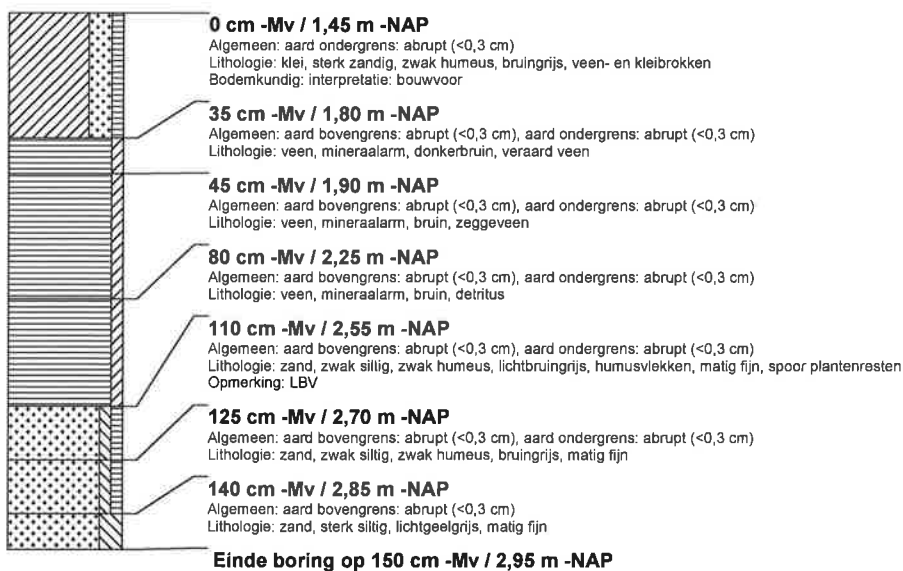 0 cm -Mv / 1,45 m -NAP
Algemeen: aard ondergrens: abrupt (<0,3 cm)
Lithologie: klei, sterk zandig, zwak humeus, bruingrijs, veen- en kleibrokken
Bodemkundig: interpretatie: bouwvoor
35 cm -Mv / 1,80 m -NAP
Algemeen: aard bovengrens: abrupt (<0,3 cm), aard ondergrens: abrupt (<0,3 cm)
Lithologie: veen, mineraalarm, donkerbruin, veraard veen
45 cm -Mv / 1,90 m -NAP
Algemeen: aard bovengrens: abrupt (<0,3 cm), aard ondergrens: abrupt (<0,3 cm)
Lithologie: veen, mineraalarm, bruin, zeggeveen
80 cm -Mv / 2,25 m -NAP
Algemeen: aard bovengrens: abrupt (<0,3 cm), aard ondergrens: abrupt (<0,3 cm)
Lithologie: veen, mineraalarm, bruin, detritus
110 cm -Mv / 2,55 m -NAP
Algemeen: aard bovengrens: abrupt (<0,3 cm), aard ondergrens: abrupt (<0,3 cm)
Lithologie: zand, zwak siltig, zwak humeus, lichtbruingrijs, humusvlekken, matig fijn, spoor plantenresten
Opmerking: LBV
125 cm -Mv / 2,70 m -NAP
Algemeen: aard bovengrens: abrupt (<0,3 cm), aard ondergrens: abrupt (<0,3 cm)
Lithologie: zand, zwak siltig, zwak humeus, bruingrijs, matig fijn
140 cm -Mv / 2,85 m -NAP
Algemeen: aard bovengrens: abrupt (<0,3 cm)
Lithologie: zand, sterk siltig, lichtgeelgrijs, matig fijn
Einde boring op 150 cm -Mv / 2,95 m -NAP